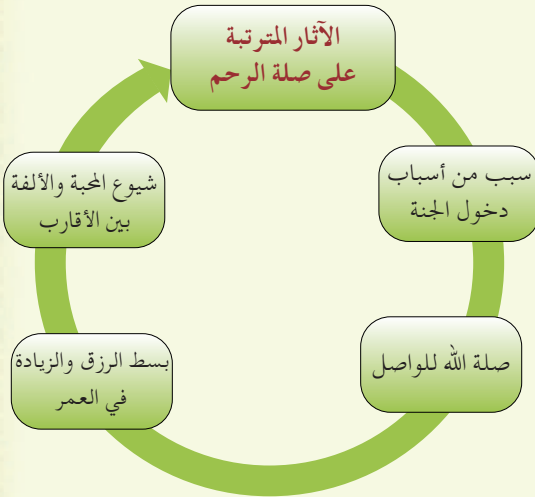 الآثار المترتبة
على صلة الرحم
سبب من أسباب
دخول الجنة
صلة الله للواصل
بسط الرزق والزيادة
في العمر
شيوع المحبة والألفة
بين الأقارب